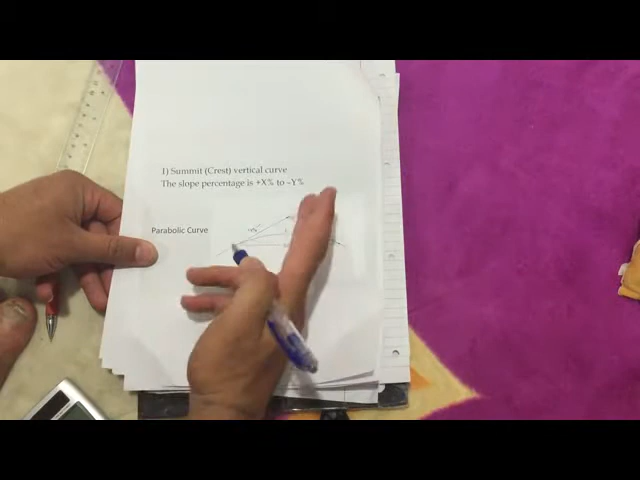 1) Summit (Crest) vertical curve
The slope percentage is +X% to –Y%
Parabolic Curve